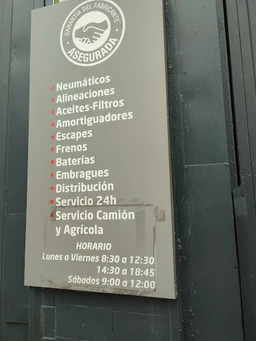 GARANTÍA DEL FABRICANTE
ASEGURADA
Neumáticos
Alineaciones
Aceites-Filtros
Amortiguadores
Escapes
Frenos
Baterías
Embragues
Distribución
Servicio 24h
Servicio Camión
y Agrícola
HORARIO
Lunes a Viernes 8:30 a 12:30
14:30 a 18:45
Sábados 9:00 a 12:00